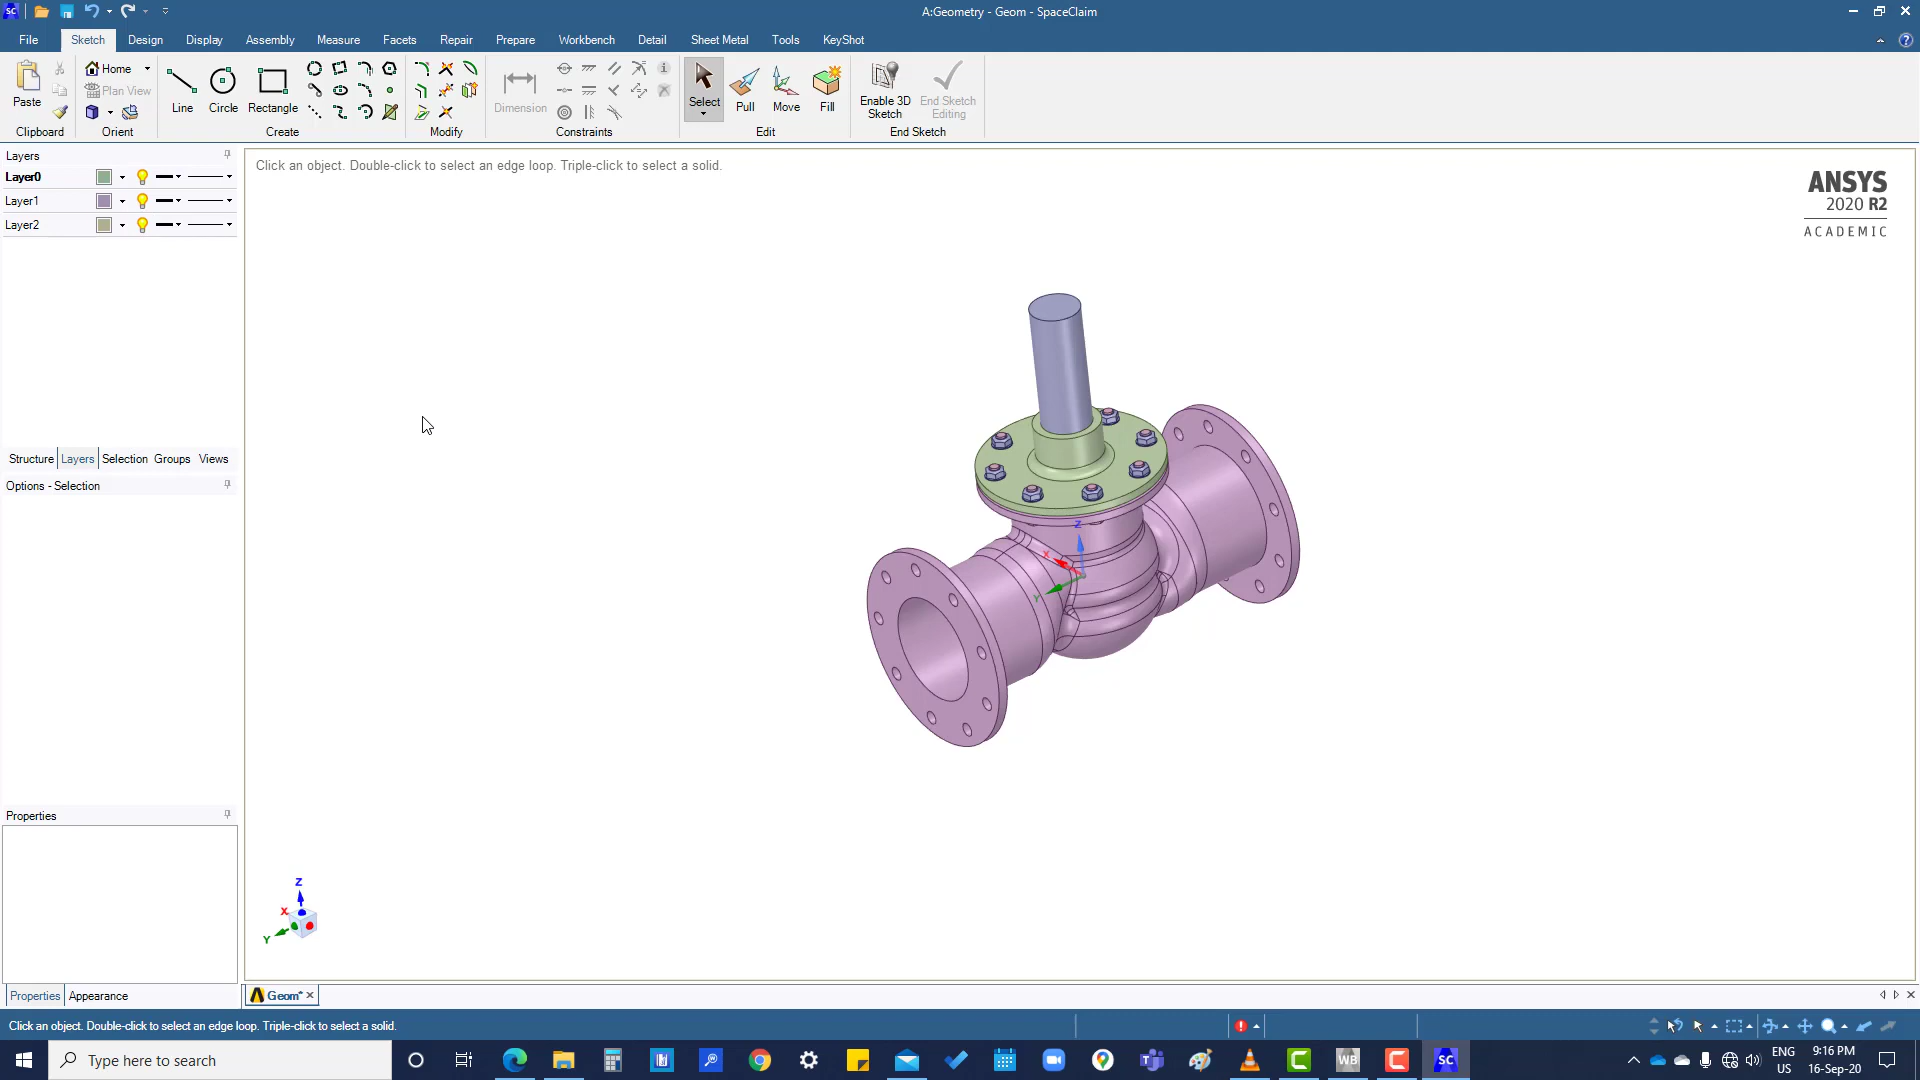 SC
A:Geometry - Geom - SpaceClaim
File Sketch Design Display Assembly Measure Facets Repair Prepare Workbench Detail Sheet Metal Tools KeyShot
Paste
Clipboard
Home
Plan View
Orient
Line
Circle
Rectangle
Create
Modify
Dimension
Constraints
Select
Pull
Move
Fill
Edit
Enable 3D
Sketch
End Sketch
Editing
End Sketch
Layers
Layer0
Layer1
Layer2
Structure Layers Selection Groups Views
Options - Selection
Properties
Properties Appearance
Click an object. Double-click to select an edge loop. Triple-click to select a solid.
ANSYS
2020 R2
ACADEMIC
Z
X
Y
Z
X
Y
Geom*
Click an object. Double-click to select an edge loop. Triple-click to select a solid.
Type here to search
WB
SC
ENG
US
9:16 PM
16-Sep-20